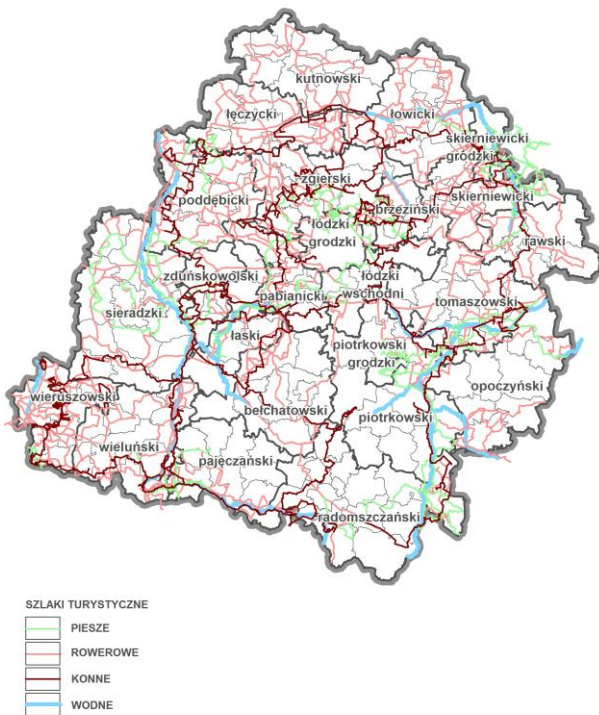 kutnowski
łęczycki
łowicki
skierniewicki
grodzki
zgierski
poddębicki
brzeziński
skierniewicki
łódzki
grodzki
rawski
zduńskowolski
łódzki
wschodni
pabianicki
tomaszowski
sieradzki
łaski
piotrkowski
grodzki
opoczyński
wieruszowski
bełchatowski
piotrkowski
wieluński
pajęczański
radomszczański
SZLAKI TURYSTYCZNE
PIESZE
ROWEROWE
KONNE
WODNE